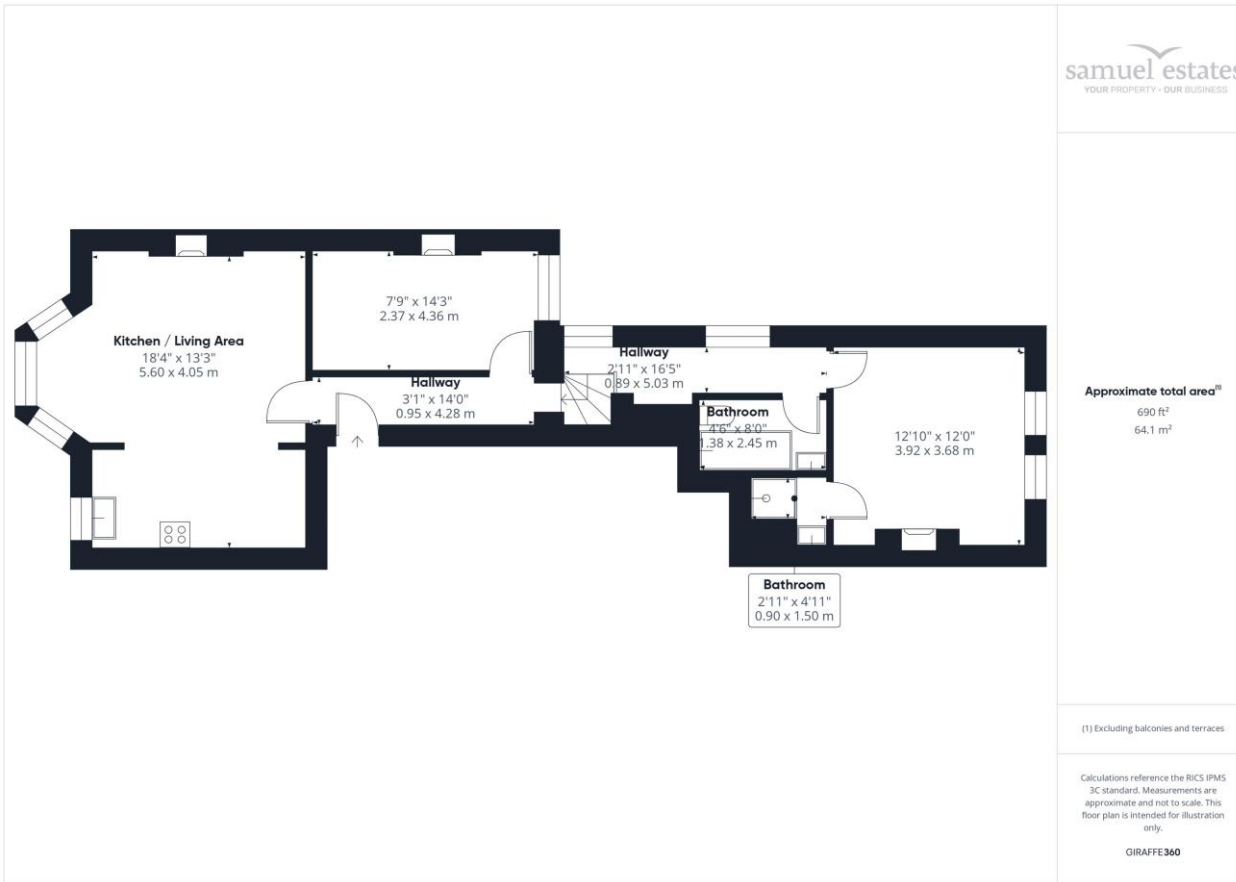 samuel estates
YOUR PROPERTY • OUR BUSINESS
Kitchen / Living Area
18'4" x 13'3"
5.60 x 4.05 m
7'9" x 14'3"
2.37 x 4.36 m
Hallway
3'1" x 14'0"
0.95 x 4.28 m
Hallway
2'11" x 16'5"
0.89 x 5.03 m
Bathroom
4'6" x 8'0"
1.38 x 2.45 m
12'10" x 12'0"
3.92 x 3.68 m
Bathroom
2'11" x 4'11"
0.90 x 1.50 m
Approximate total area(1)
690 ft²
64.1 m²
(1) Excluding balconies and terraces
Calculations reference the RICS IPMS
3C standard. Measurements are
approximate and not to scale. This
floor plan is intended for illustration
only.
GIRAFFE360